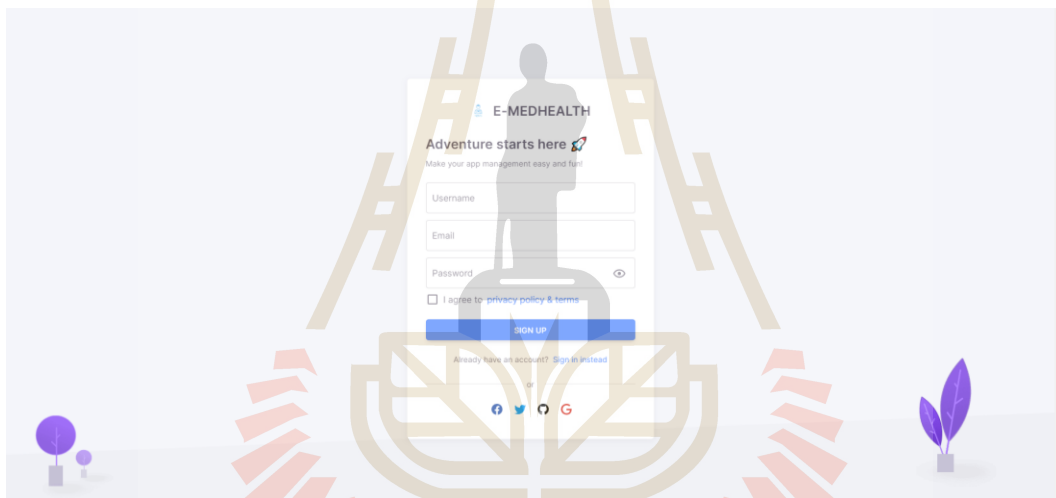 E-MEDHEALTH
Adventure starts here 🚀
Make your app management easy and fun!
Username
Email
Password
I agree to privacy policy & terms
SIGN UP
Already have an account? Sign in instead
or